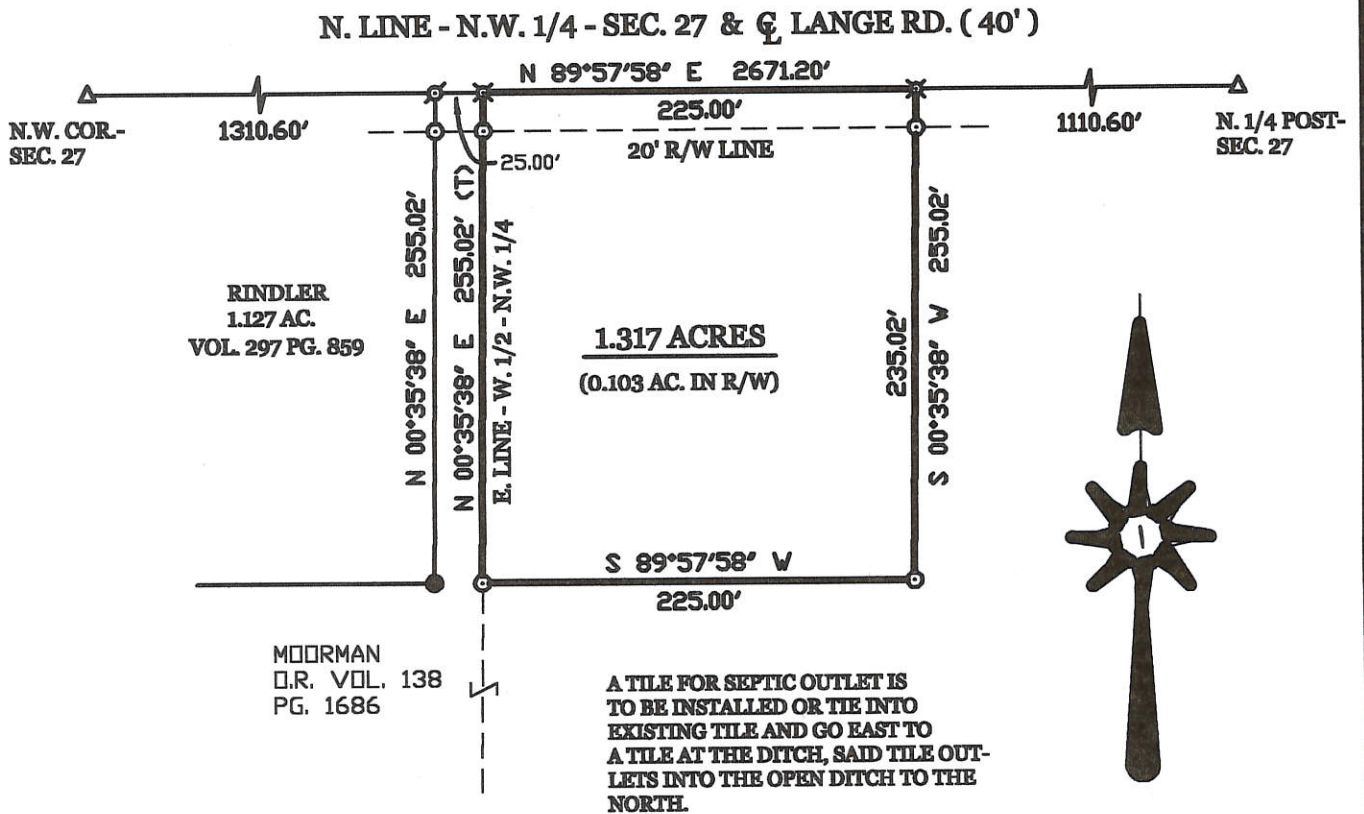 N. LINE - N.W. 1/4 - SEC. 27 & ℄ LANGE RD. ( 40' )
N 89°57'58" E 2671.20'
N.W. COR.-
SEC. 27
1310.60'
225.00'
1110.60'
N. 1/4 POST-
SEC. 27
20' R/W LINE
25.00'
RINDLER
1.127 AC.
VOL. 297 PG. 859
N 00°35'38" E 255.02'
N 00°35'38" E 255.02' (T)
E. LINE - W. 1/2 - N.W. 1/4
1.317 ACRES
(0.103 AC. IN R/W)
235.02'
S 00°35'38" W 255.02'
S 89°57'58" W
225.00'
MOORMAN
O.R. VOL. 138
PG. 1686
A TILE FOR SEPTIC OUTLET IS
TO BE INSTALLED OR TIE INTO
EXISTING TILE AND GO EAST TO
A TILE AT THE DITCH, SAID TILE OUT-
LETS INTO THE OPEN DITCH TO THE
NORTH.